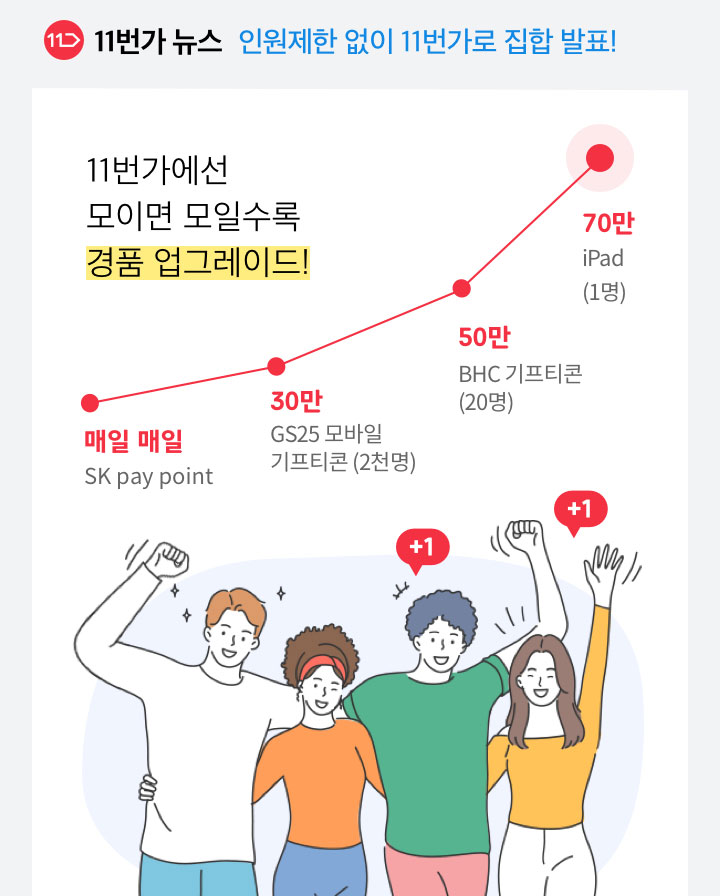 11 11번가 뉴스 인원제한 없이 11번가로 집합 발표!
11번가에선
모이면 모일수록
경품 업그레이드!
70만
iPad
(1명)
50만
BHC 기프티콘
(20명)
30만
GS25 모바일
기프티콘 (2천명)
매일 매일
SK pay point
+1
+1